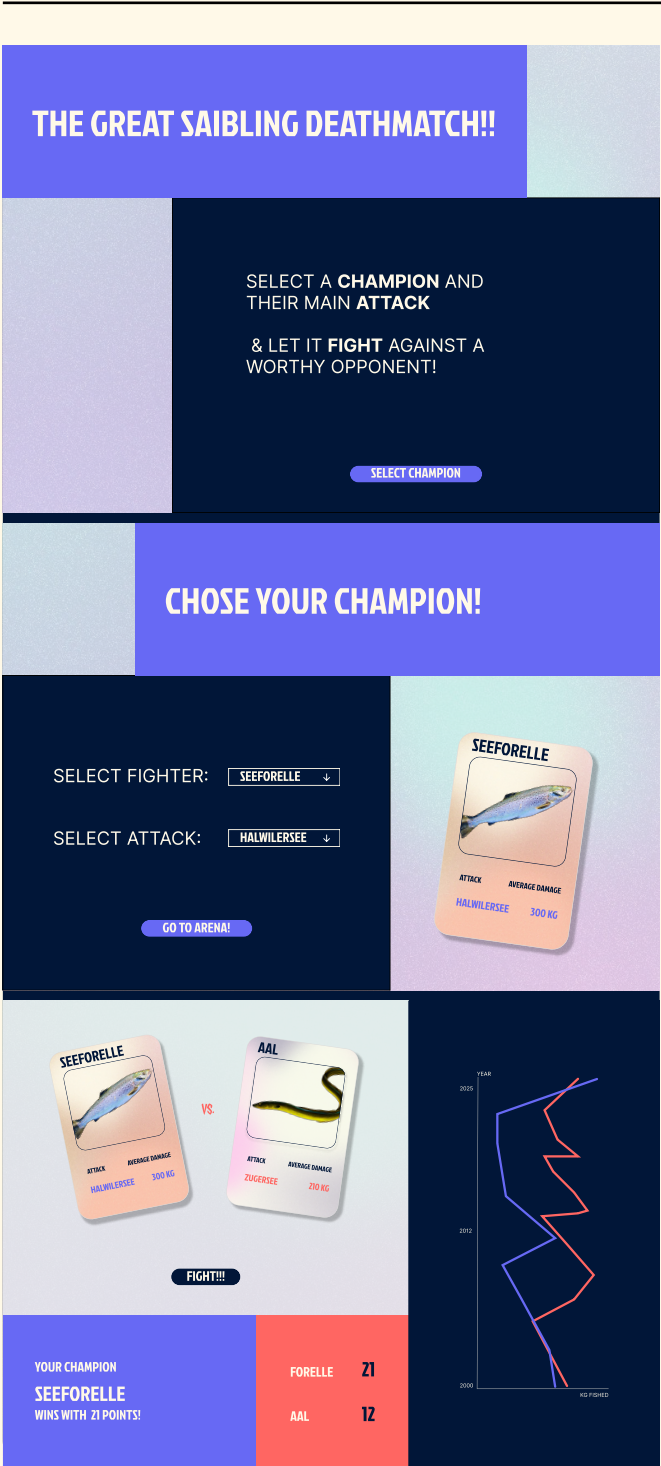 THE GREAT SAIBLING DEATHMATCH!!
SELECT A CHAMPION AND
THEIR MAIN ATTACK
& LET IT FIGHT AGAINST A
WORTHY OPPONENT!
SELECT CHAMPION
CHOSE YOUR CHAMPION!
SELECT FIGHTER: SEEFORELLE ↓
SELECT ATTACK: HALWILERSEE ↓
GO TO ARENA!
SEEFORELLE
ATTACK AVERAGE DAMAGE
HALWILERSEE 300 KG
SEEFORELLE
ATTACK AVERAGE DAMAGE
HALWILERSEE 300 KG
VS.
AAL
ATTACK AVERAGE DAMAGE
ZUGERSEE 210 KG
FIGHT!!!
YEAR
2025
2012
2000
KG FISHED
YOUR CHAMPION
SEEFORELLE
WINS WITH 21 POINTS!
FORELLE 21
AAL 12